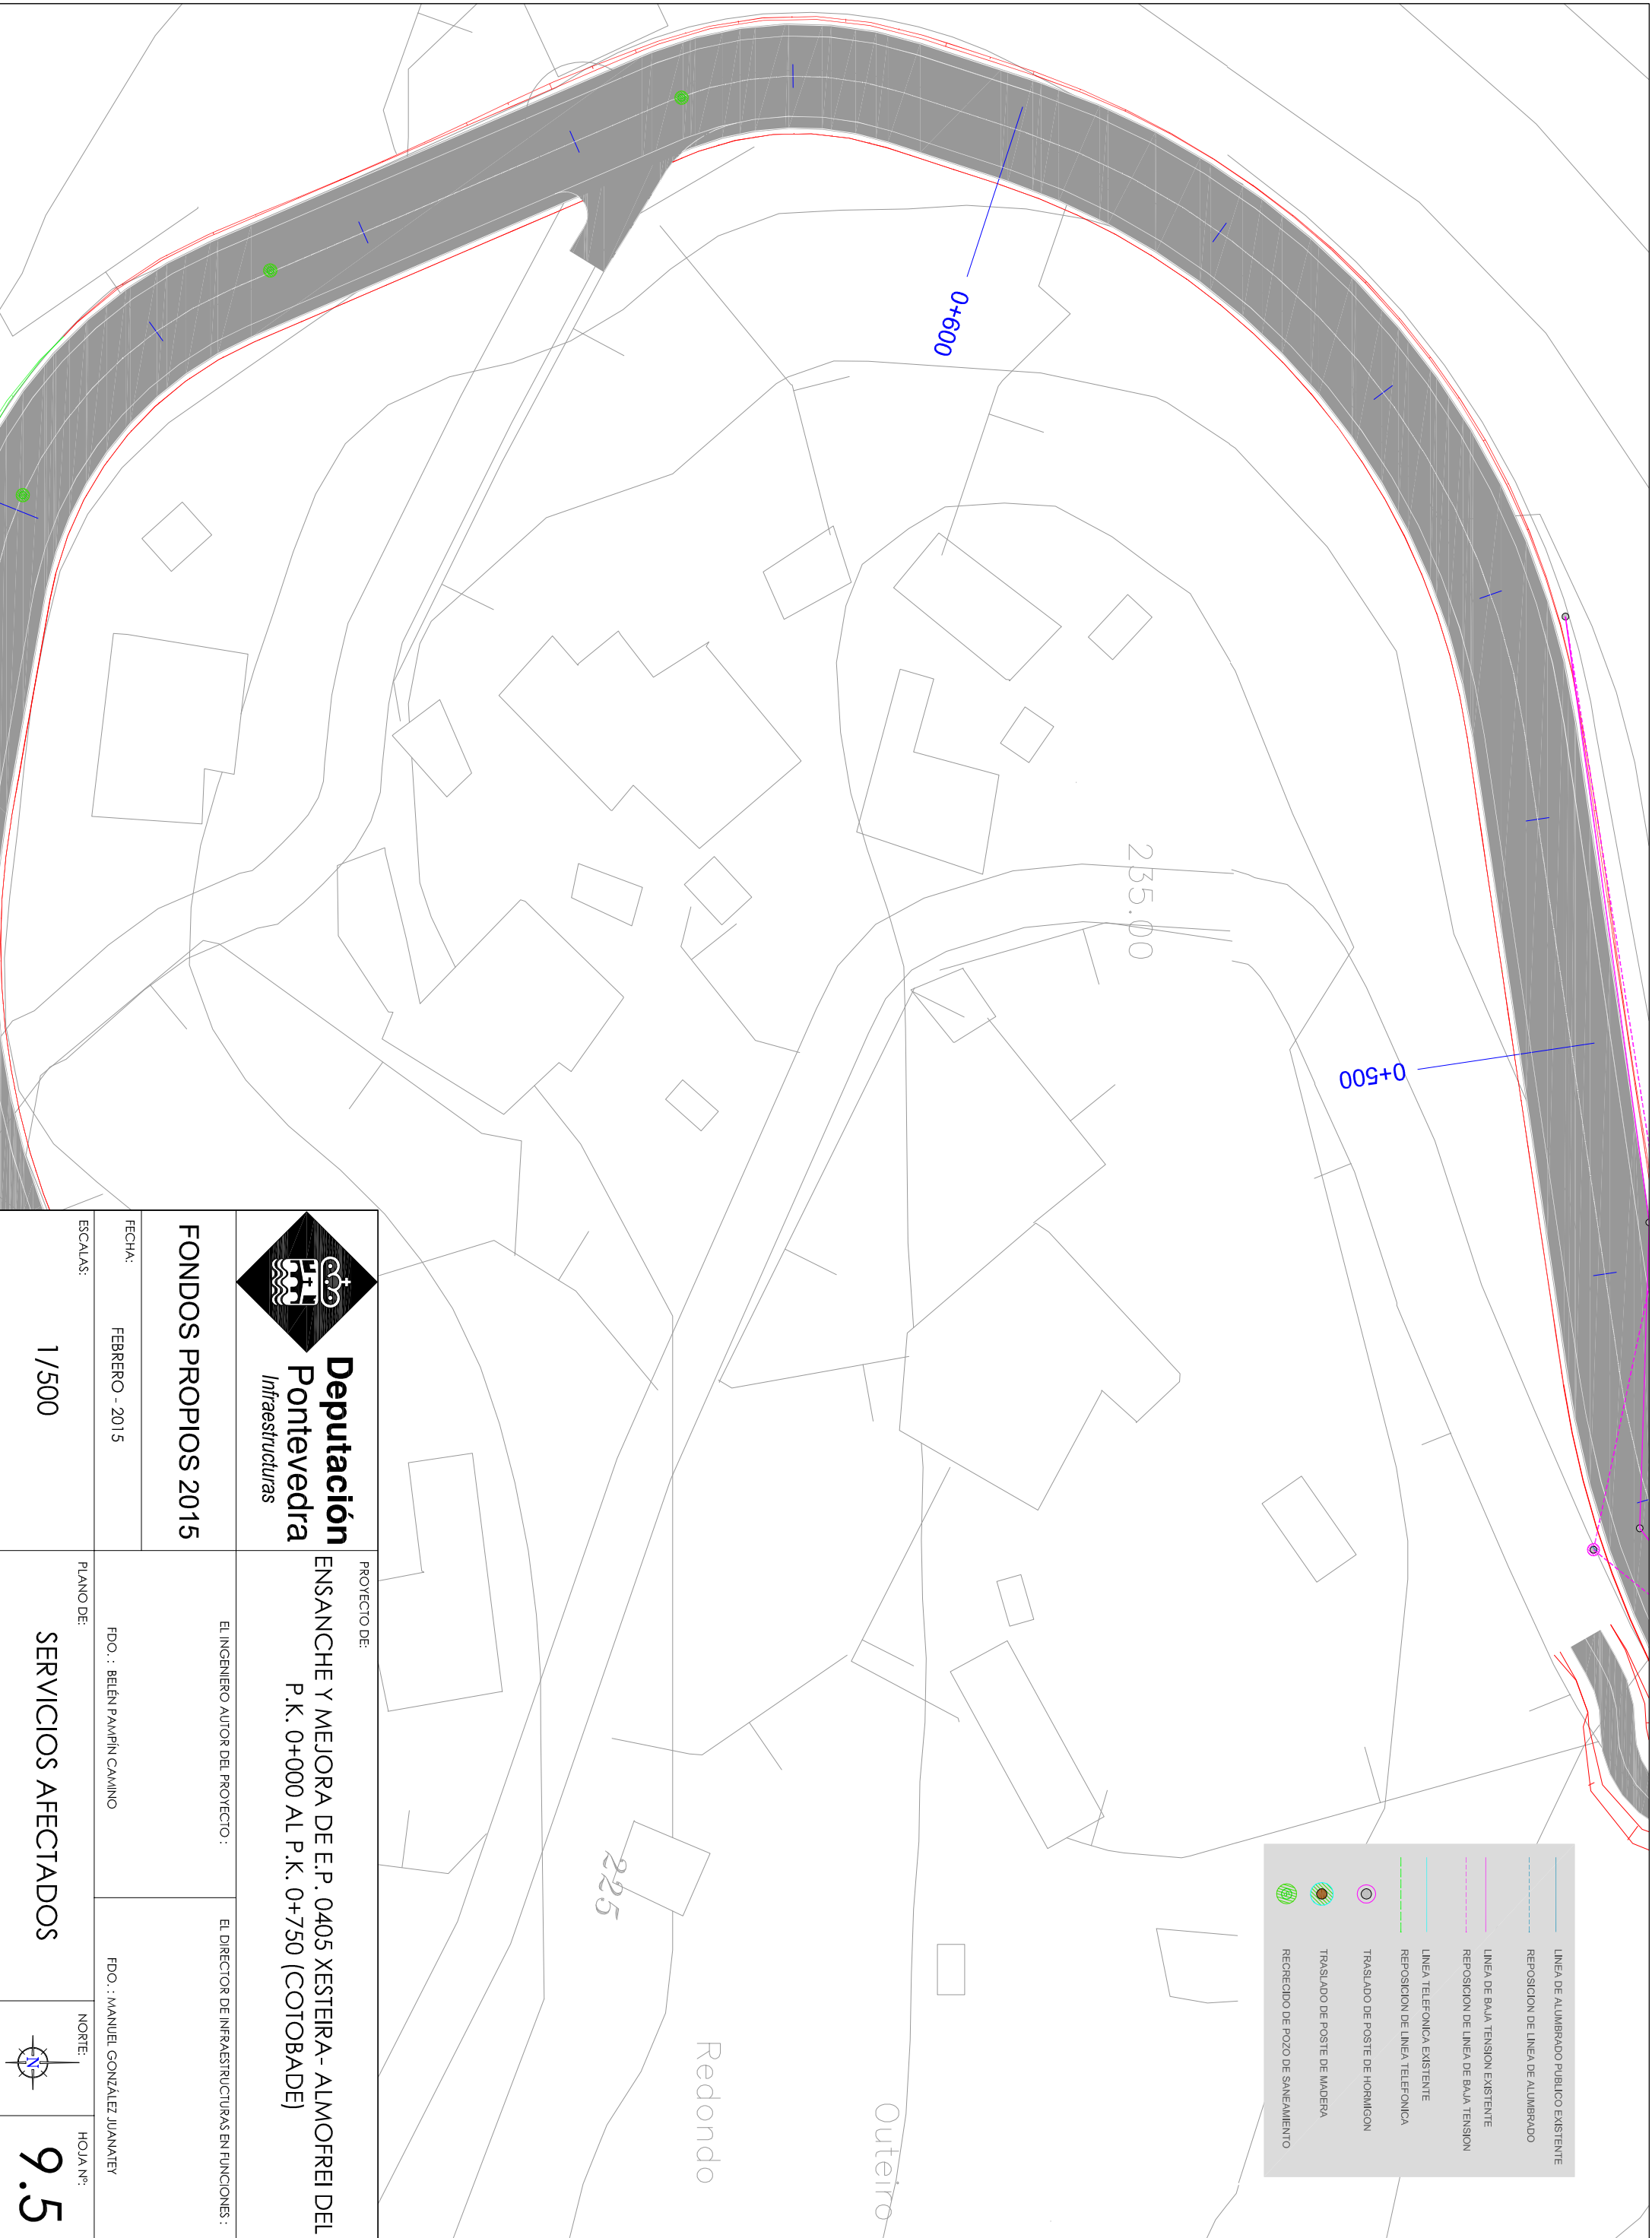 0+600
0+500
235.00
225
Redondo
Outeiro
LINEA DE ALUMBRADO PUBLICO EXISTENTE
REPOSICION DE LINEA DE ALUMBRADO
LINEA DE BAJA TENSION EXISTENTE
REPOSICION DE LINEA DE BAJA TENSION
LINEA TELEFONICA EXISTENTE
REPOSICION DE LINEA TELEFONICA
TRASLADO DE POSTE DE HORMIGON
TRASLADO DE POSTE DE MADERA
RECRECIDO DE POZO DE SANEAMIENTO
Deputación
Pontevedra
Infraestructuras
FONDOS PROPIOS 2015
FECHA:
FEBRERO - 2015
ESCALAS:
1/500
PROYECTO DE:
ENSANCHE Y MEJORA DE E.P. 0405 XESTEIRA- ALMOFREI DEL
P.K. 0+000 AL P.K. 0+750 (COTOBADE)
EL INGENIERO AUTOR DEL PROYECTO :
FDO. : BELÉN PAMPÍN CAMINO
EL DIRECTOR DE INFRAESTRUCTURAS EN FUNCIONES :
FDO. : MANUEL GONZÁLEZ JUANATEY
PLANO DE:
SERVICIOS AFECTADOS
NORTE:
N
HOJA Nº:
9.5